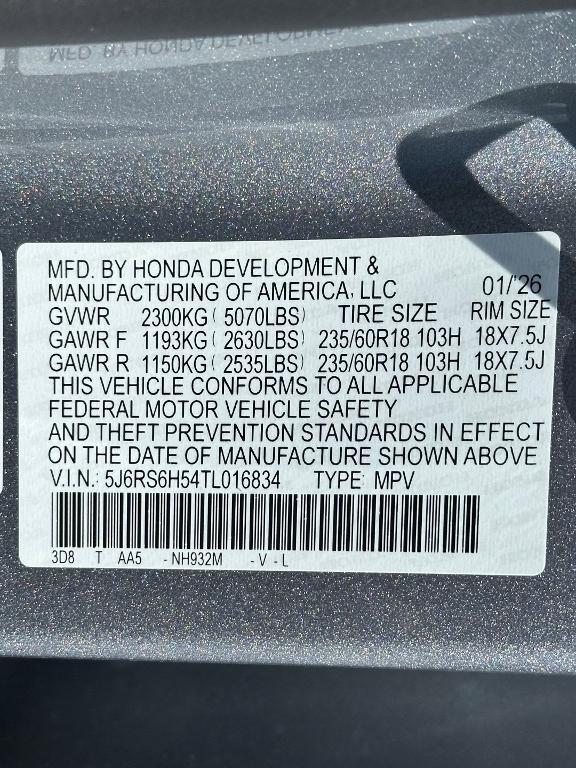 MFD. BY HONDA DEVELOPMENT &
MANUFACTURING OF AMERICA, LLC 01/'26
GVWR 2300KG ( 5070LBS) TIRE SIZE RIM SIZE
GAWR F 1193KG ( 2630LBS) 235/60R18 103H 18X7.5J
GAWR R 1150KG ( 2535LBS) 235/60R18 103H 18X7.5J
THIS VEHICLE CONFORMS TO ALL APPLICABLE
FEDERAL MOTOR VEHICLE SAFETY
AND THEFT PREVENTION STANDARDS IN EFFECT
ON THE DATE OF MANUFACTURE SHOWN ABOVE
V.I.N.: 5J6RS6H54TL016834 TYPE: MPV
3D8 T AA5 - NH932M - V - L